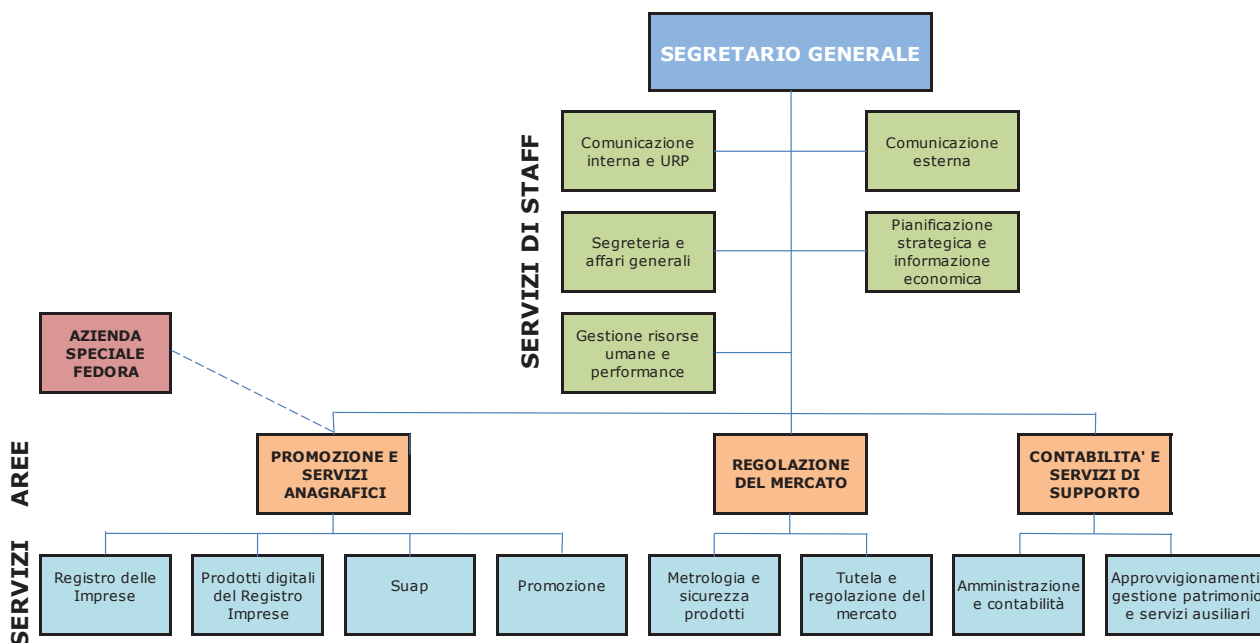 SEGRETARIO GENERALE
SERVIZI DI STAFF
Comunicazione
interna e URP
Comunicazione
esterna
Segreteria e
affari generali
Pianificazione
strategica e
informazione
economica
Gestione risorse
umane e
performance
AZIENDA
SPECIALE
FEDORA
AREE
PROMOZIONE E
SERVIZI
ANAGRAFICI
REGOLAZIONE
DEL MERCATO
CONTABILITA' E
SERVIZI DI
SUPPORTO
SERVIZI
Registro delle
Imprese
Prodotti digitali
del Registro
Imprese
Suap
Promozione
Metrologia e
sicurezza
prodotti
Tutela e
regolazione del
mercato
Amministrazione
e contabilità
Approvvigionamenti
gestione patrimonio
e servizi ausiliari